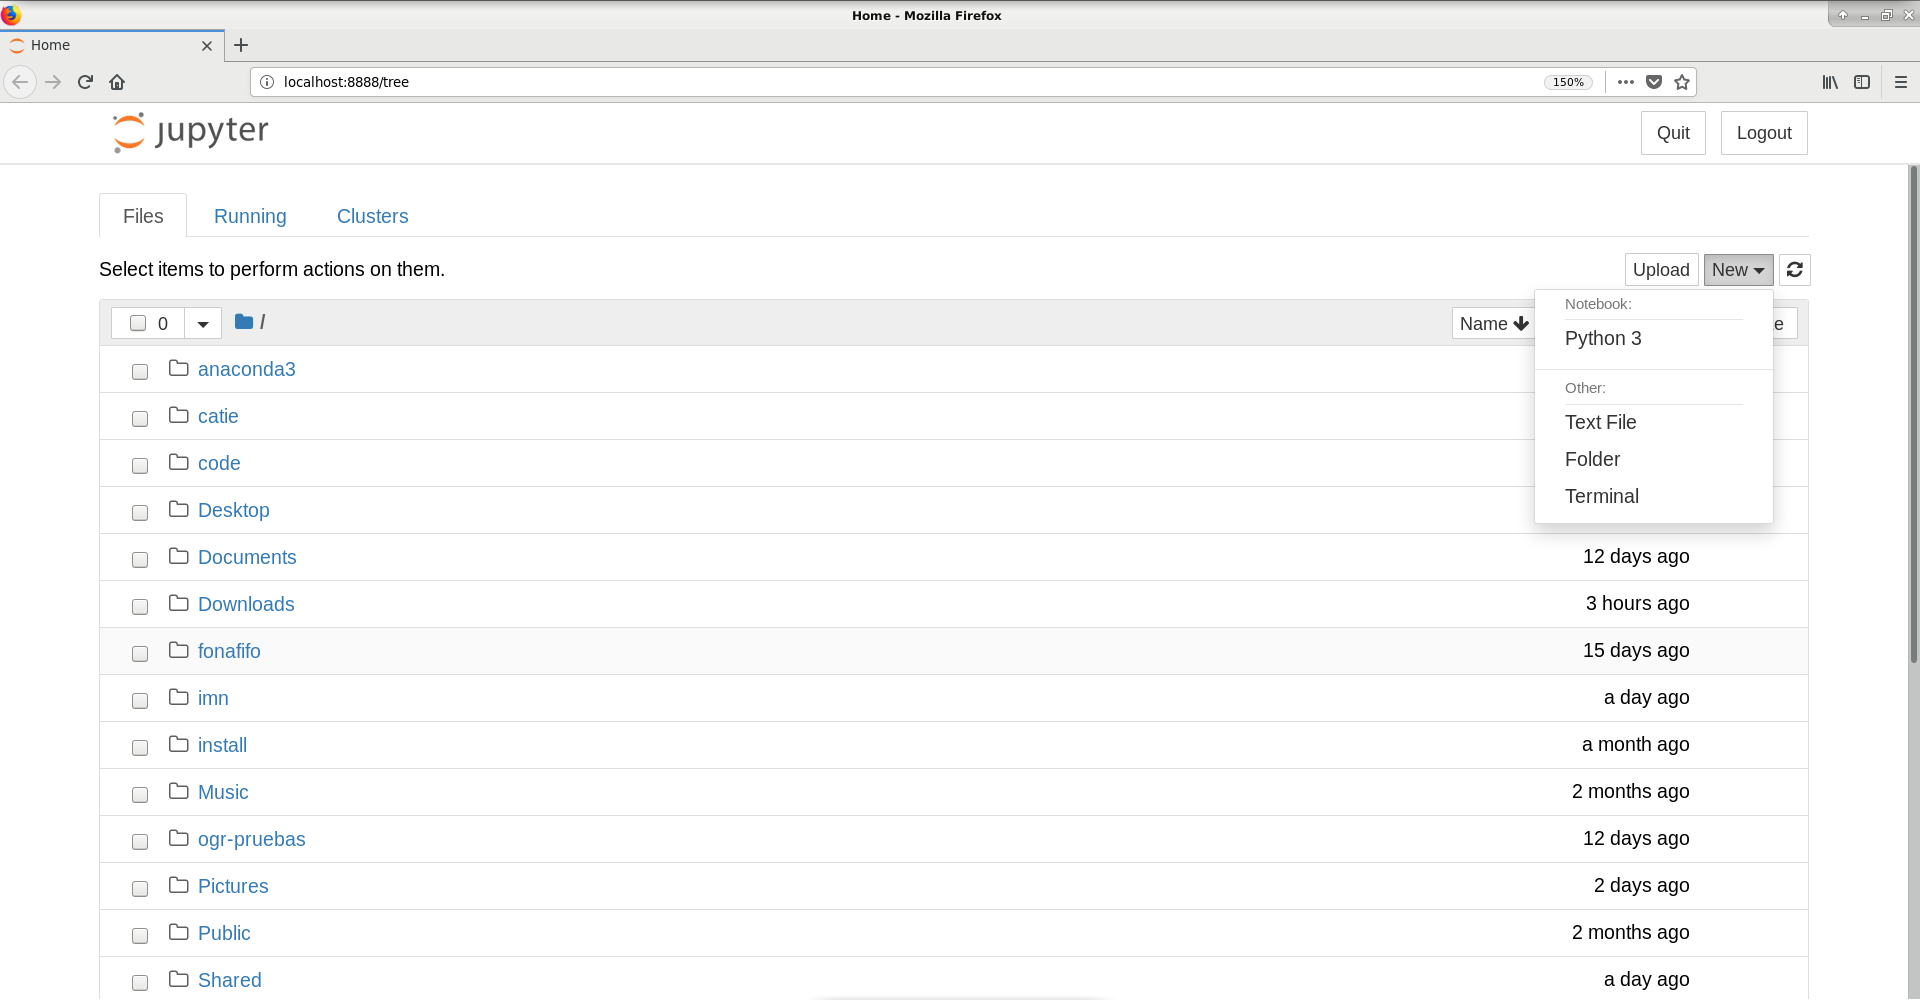 Home - Mozilla Firefox
Home
localhost:8888/tree
150%
jupyter
Quit
Logout
Files
Running
Clusters
Select items to perform actions on them.
Upload
New
0
/
Name
e
Notebook:
Python 3
Other:
Text File
Folder
Terminal
anaconda3
catie
code
Desktop
Documents 12 days ago
Downloads 3 hours ago
fonafifo 15 days ago
imn a day ago
install a month ago
Music 2 months ago
ogr-pruebas 12 days ago
Pictures 2 days ago
Public 2 months ago
Shared a day ago